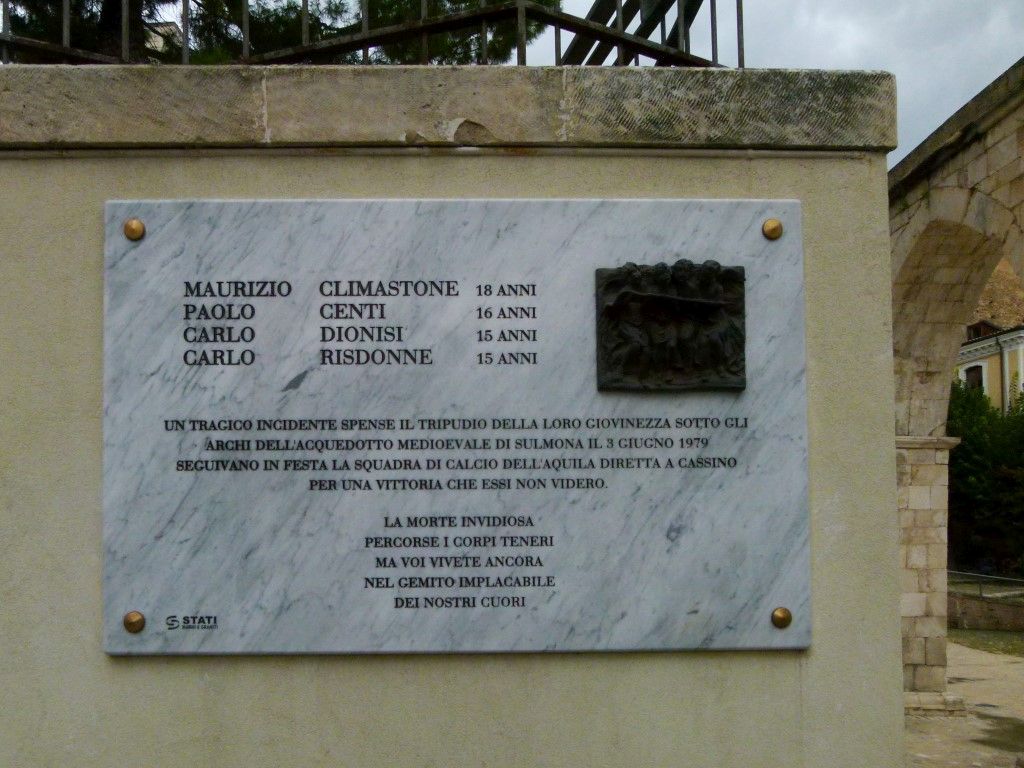 MAURIZIO CLIMASTONE 18 ANNI
PAOLO CENTI 16 ANNI
CARLO DIONISI 15 ANNI
CARLO RISDONNE 15 ANNI
UN TRAGICO INCIDENTE SPENSE IL TRIPUDIO DELLA LORO GIOVINEZZA SOTTO GLI
ARCHI DELL'ACQUEDOTTO MEDIOEVALE DI SULMONA IL 3 GIUGNO 1979
SEGUIVANO IN FESTA LA SQUADRA DI CALCIO DELL'AQUILA DIRETTA A CASSINO
PER UNA VITTORIA CHE ESSI NON VIDERO.
LA MORTE INVIDIOSA
PERCORSE I CORPI TENERI
MA VOI VIVETE ANCORA
NEL GEMITO IMPLACABILE
DEI NOSTRI CUORI
STATI
MARMI E GRANITI